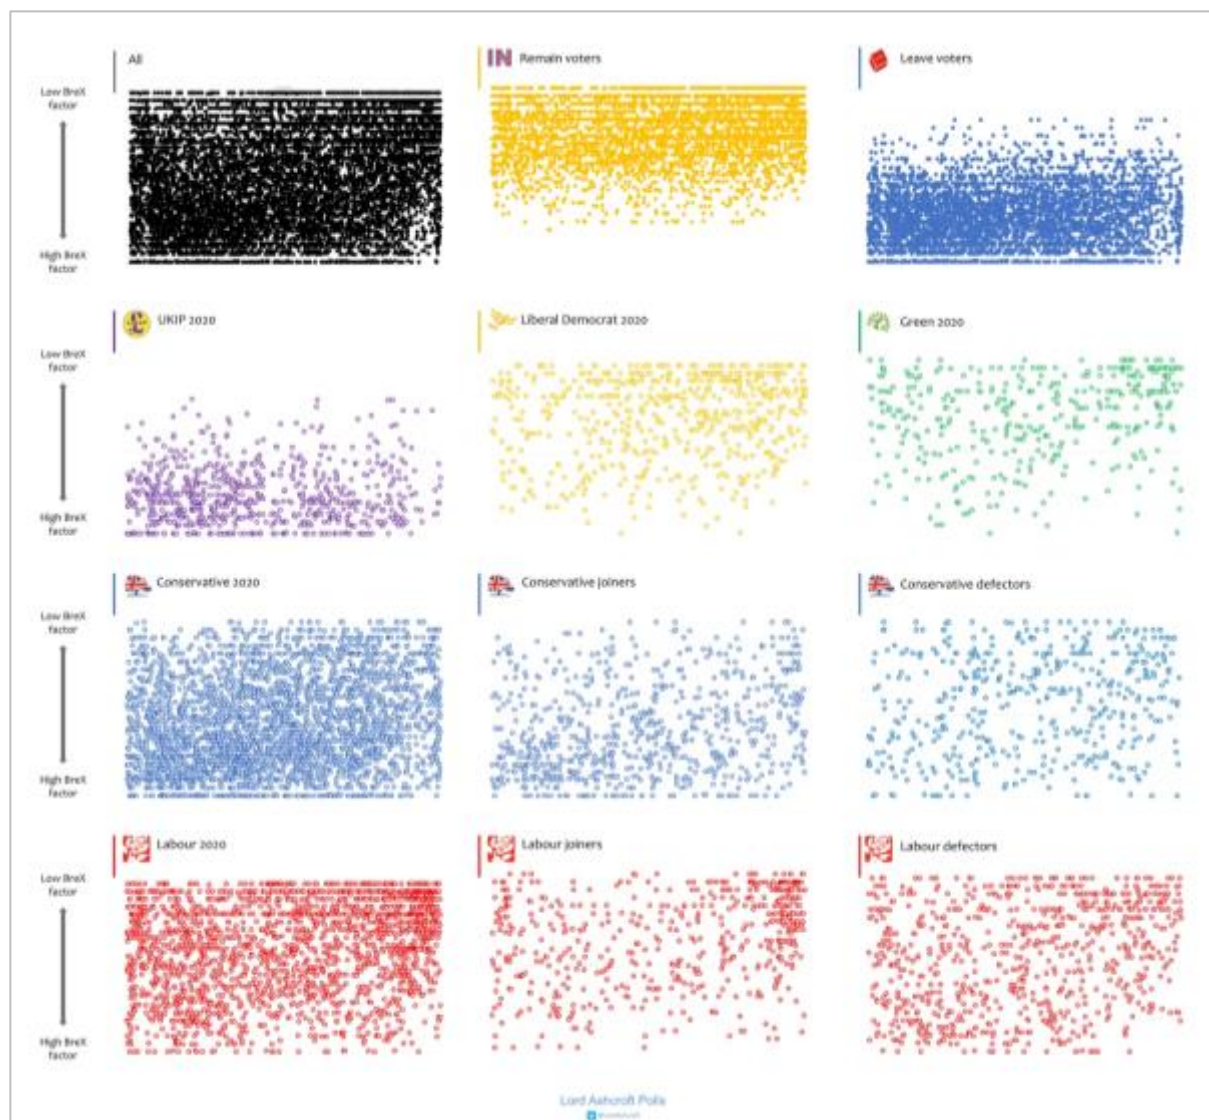 All
IN Remain voters
Leave voters
Low BreX
factor
High BreX
factor
UKIP 2020
Liberal Democrat 2020
Green 2020
Low BreX
factor
High BreX
factor
Conservative 2020
Conservative joiners
Conservative defectors
Low BreX
factor
High BreX
factor
Labour 2020
Labour joiners
Labour defectors
Low BreX
factor
High BreX
factor
Lord Ashcroft Polls